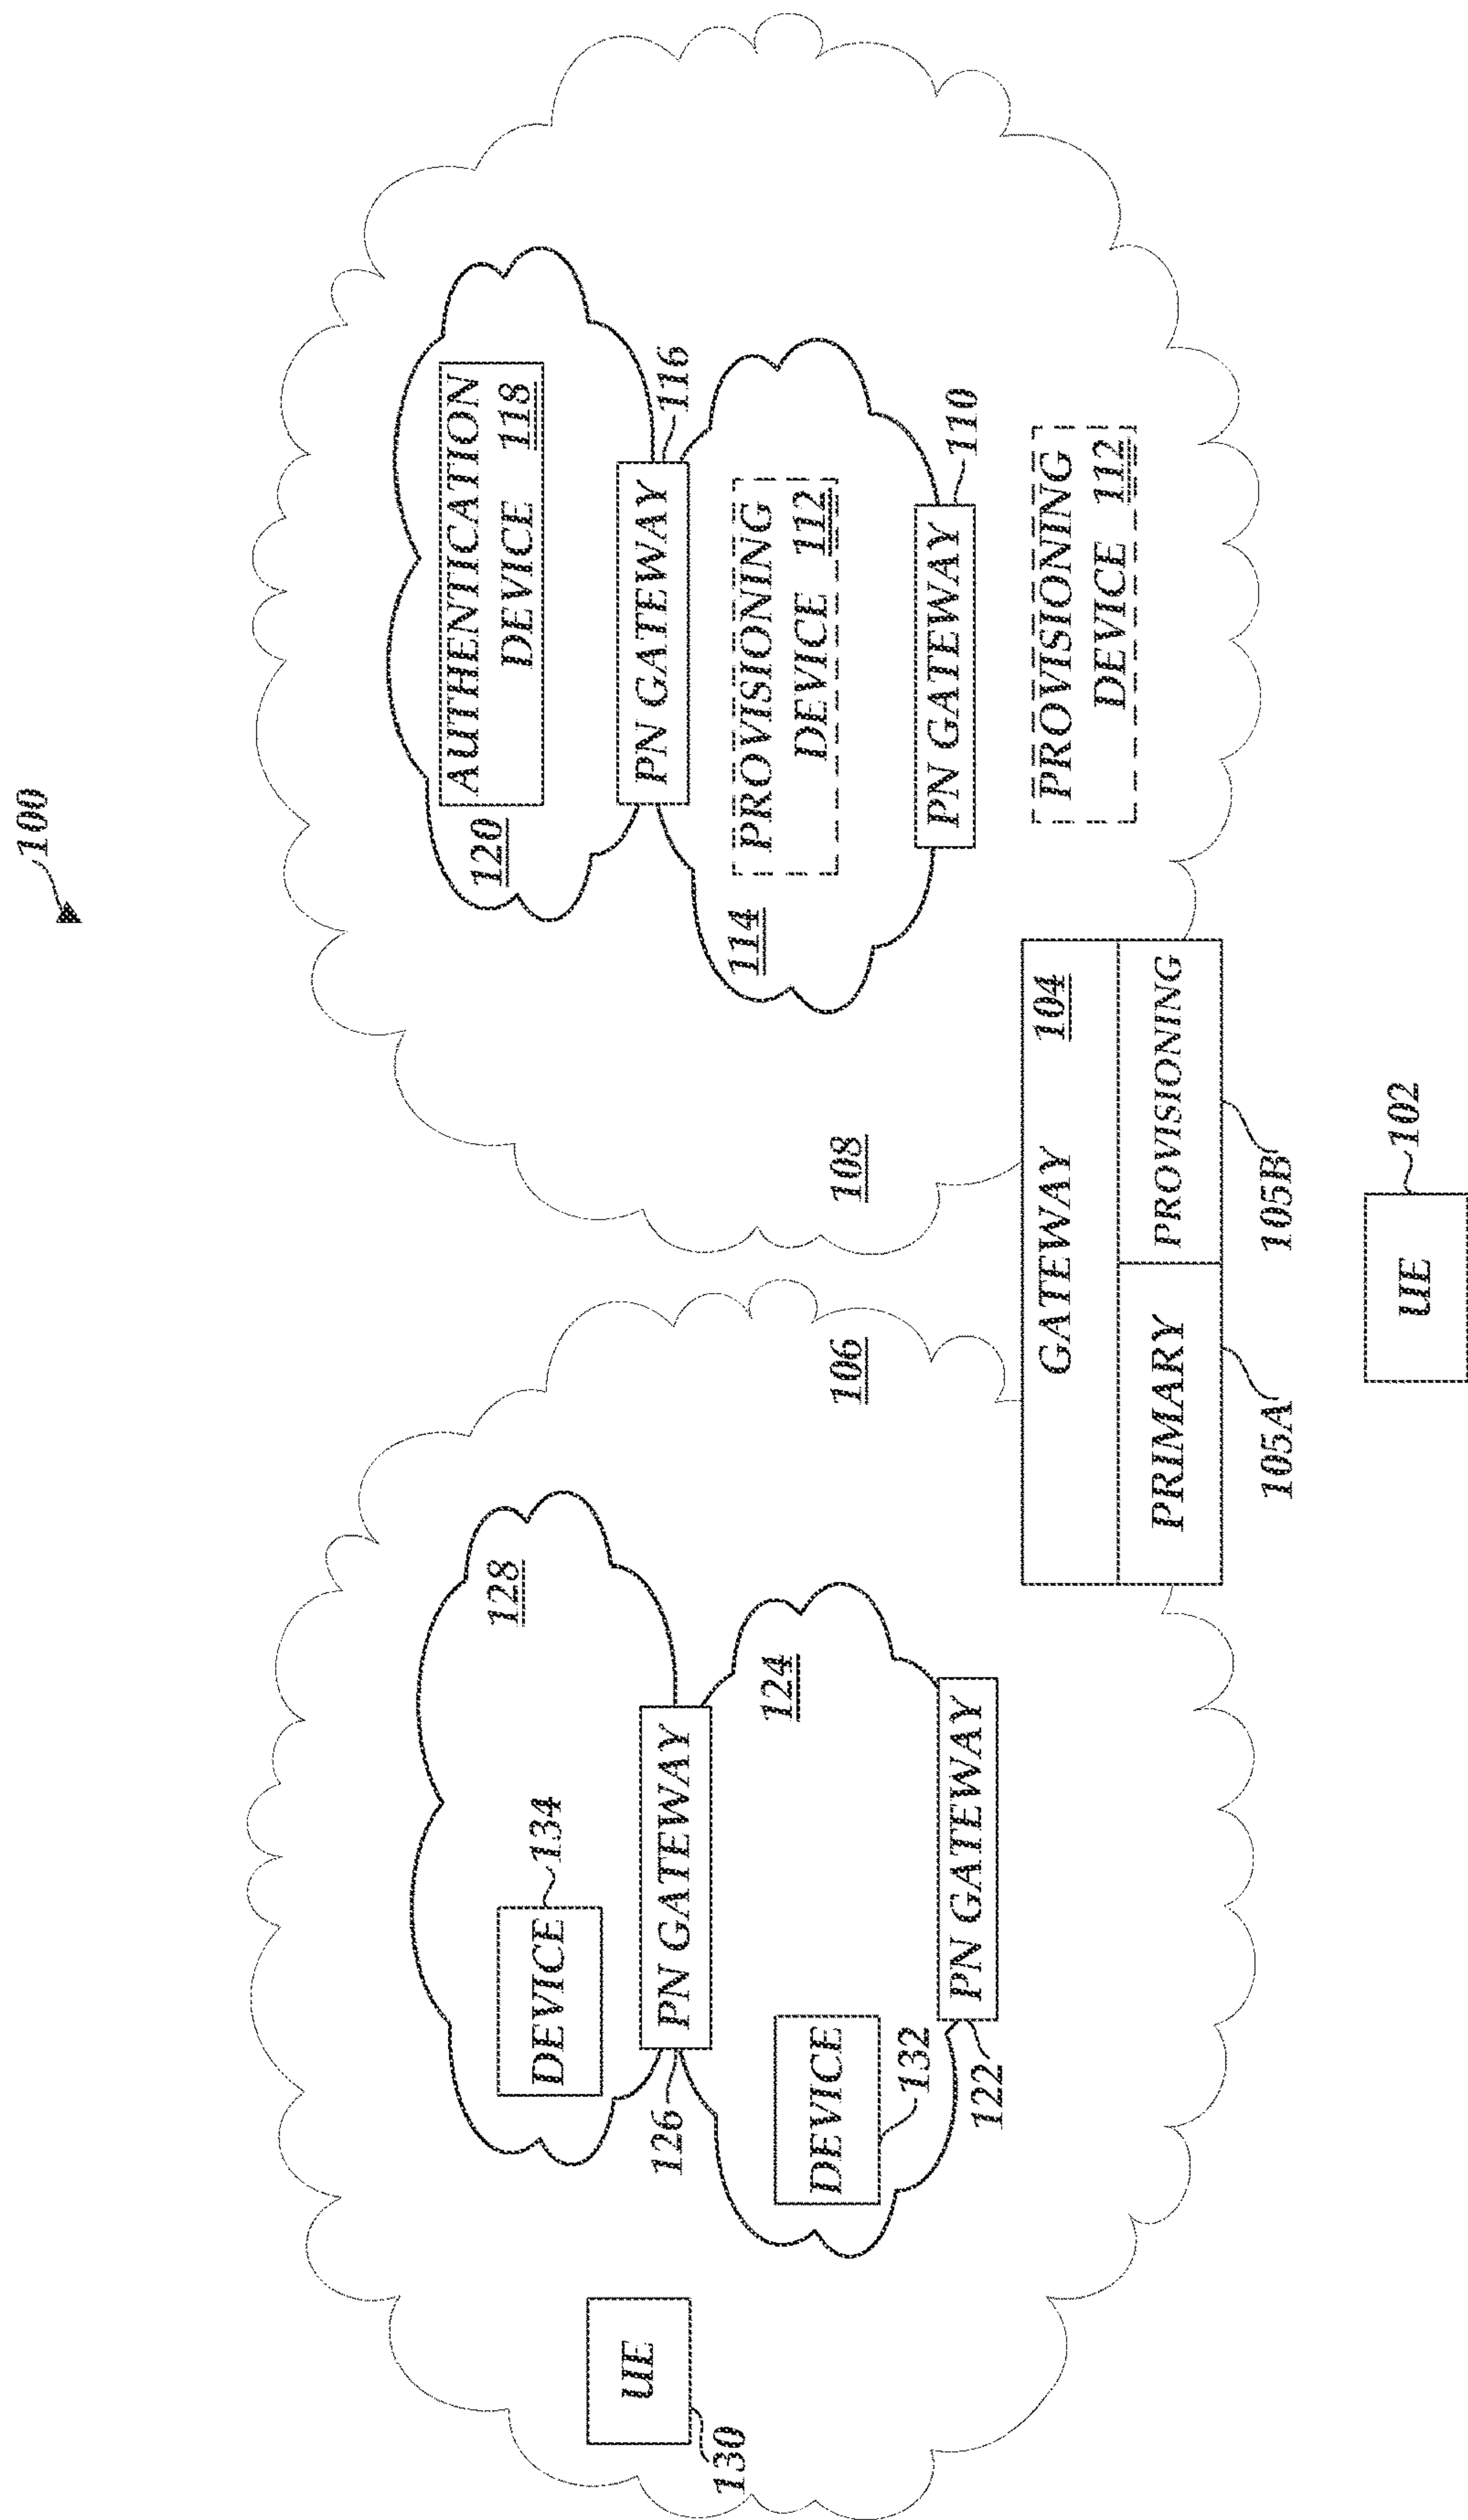 100
128
DEVICE
134
126
PN GATEWAY
124
DEVICE
132
122
PN GATEWAY
UE
130
106
120
AUTHENTICATION
DEVICE 118
PN GATEWAY
116
114
PROVISIONING
DEVICE 112
PN GATEWAY
110
PROVISIONING
DEVICE 112
108
GATEWAY 104
PRIMARY
PROVISIONING
105A
105B
UE
102